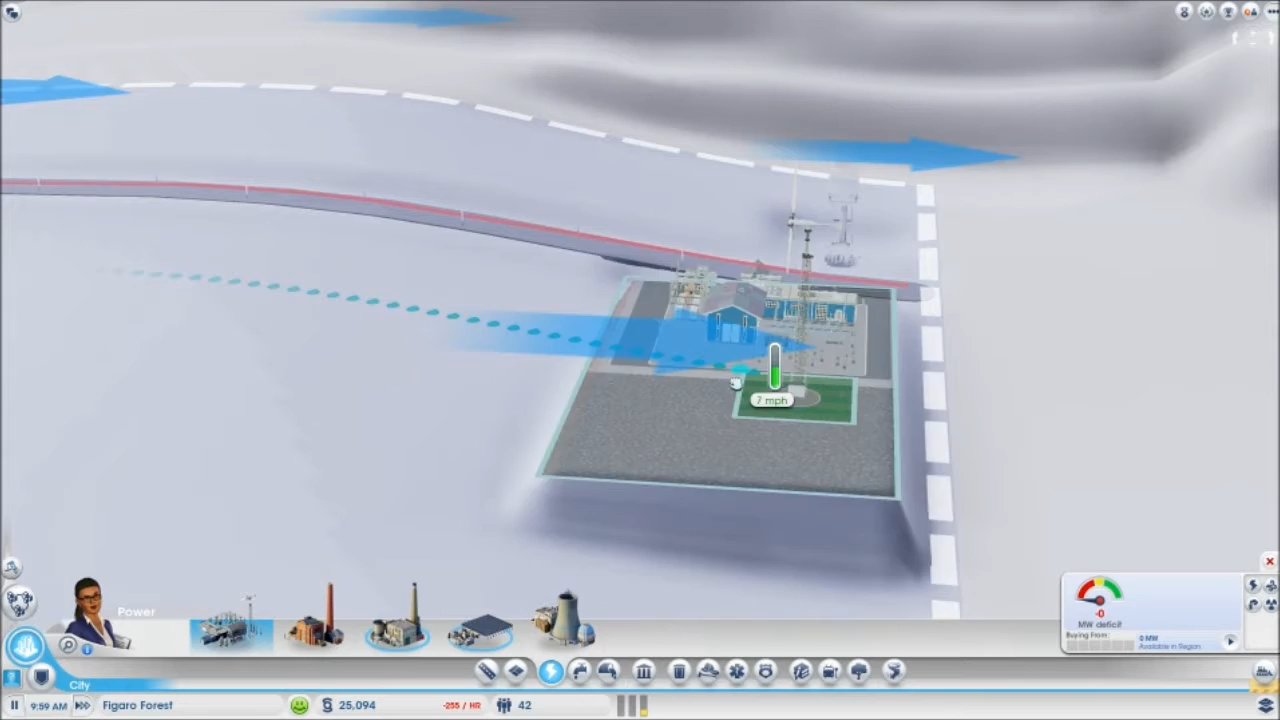 7 mph
Power
-0
MW deficit
Buying From:
0 MW
Available in Region
City
9:59 AM
Figaro Forest
25,094
-255 / HR
42